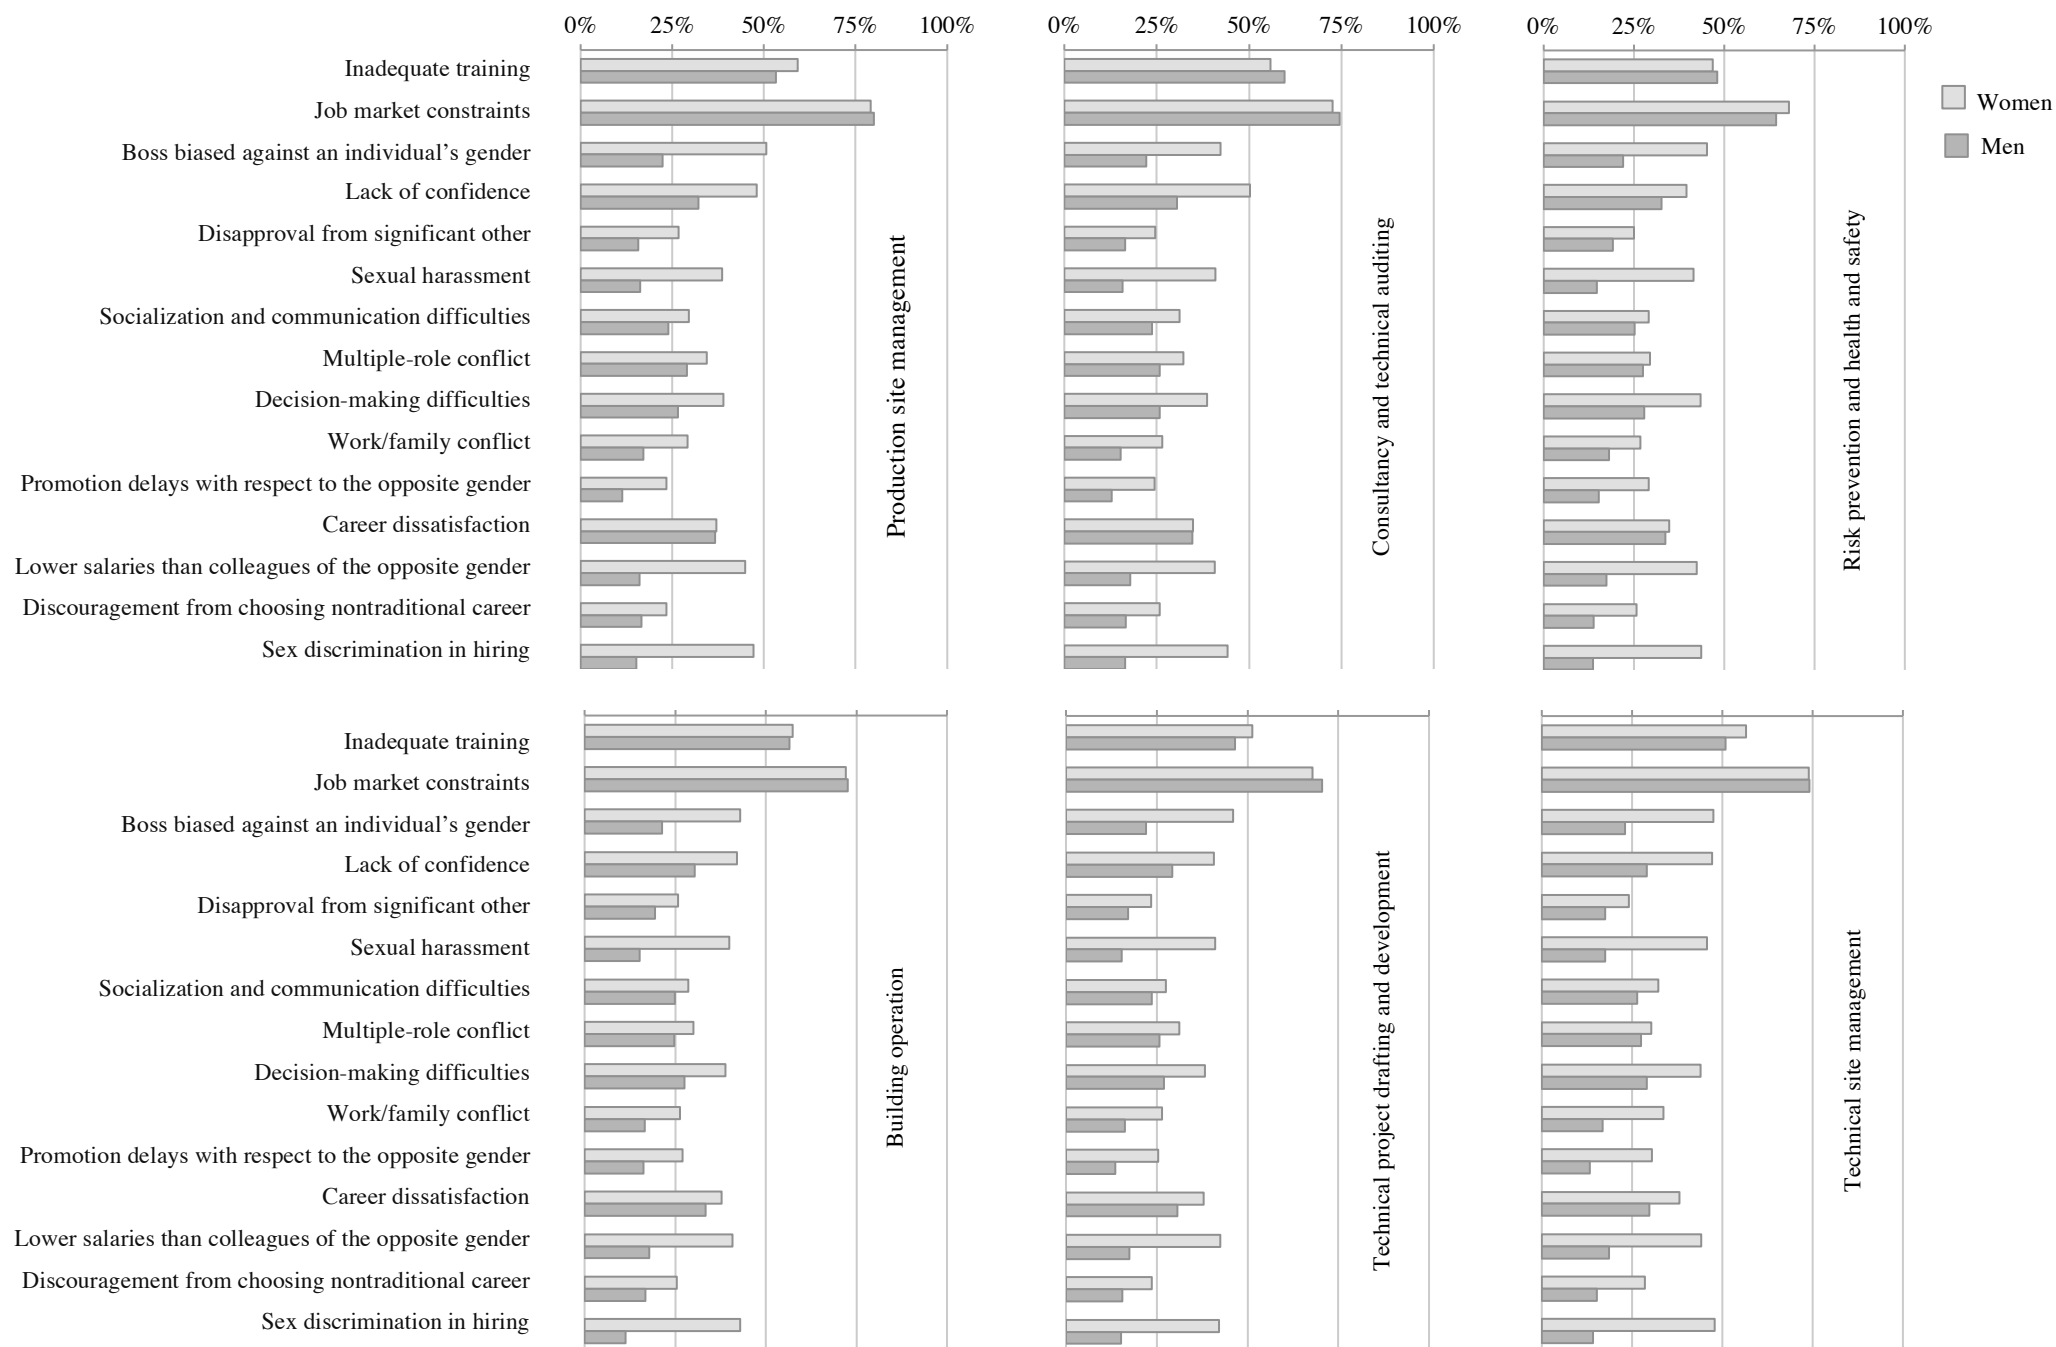 0% 25% 50% 75% 100% 0% 25% 50% 75% 100% 0% 25% 50% 75% 100%
Inadequate training
Job market constraints
Boss biased against an individual’s gender
Lack of confidence
Disapproval from significant other
Sexual harassment
Socialization and communication difficulties
Multiple-role conflict
Decision-making difficulties
Work/family conflict
Promotion delays with respect to the opposite gender
Career dissatisfaction
Lower salaries than colleagues of the opposite gender
Discouragement from choosing nontraditional career
Sex discrimination in hiring
Production site management
Consultancy and technical auditing
Risk prevention and health and safety
Women
Men
Inadequate training
Job market constraints
Boss biased against an individual’s gender
Lack of confidence
Disapproval from significant other
Sexual harassment
Socialization and communication difficulties
Multiple-role conflict
Decision-making difficulties
Work/family conflict
Promotion delays with respect to the opposite gender
Career dissatisfaction
Lower salaries than colleagues of the opposite gender
Discouragement from choosing nontraditional career
Sex discrimination in hiring
Building operation
Technical project drafting and development
Technical site management